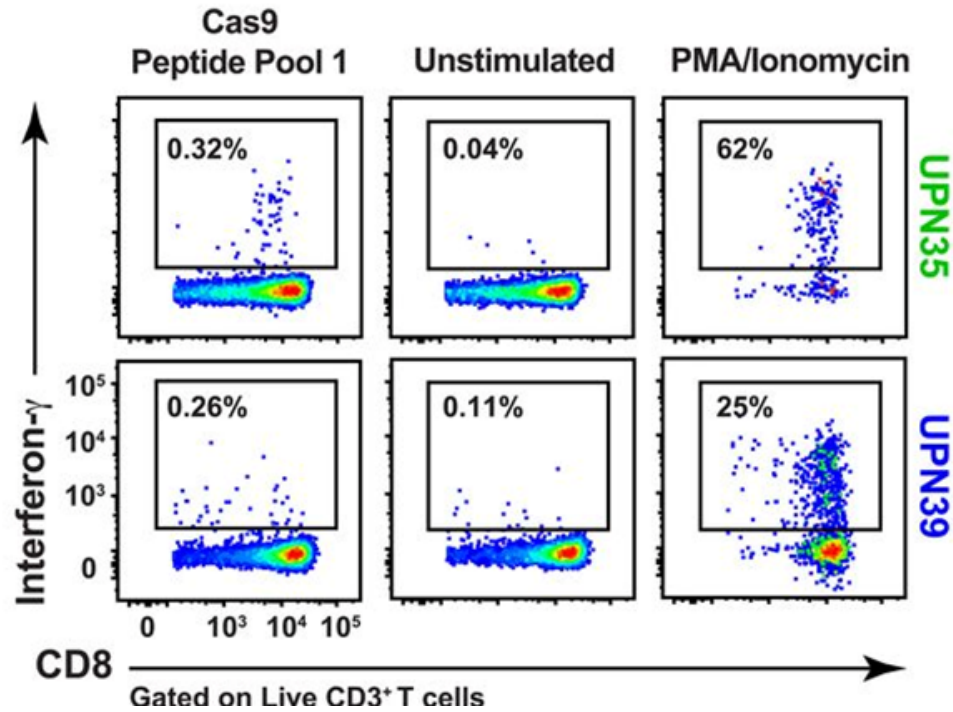 Cas9
Peptide Pool 1
Unstimulated
PMA/Ionomycin
0.32%
0.04%
62%
UPN35
0.26%
0.11%
25%
UPN39
Interferon-γ
10⁵
10⁴
10³
0
0 10³ 10⁴ 10⁵
CD8
Gated on Live CD3⁺ T cells